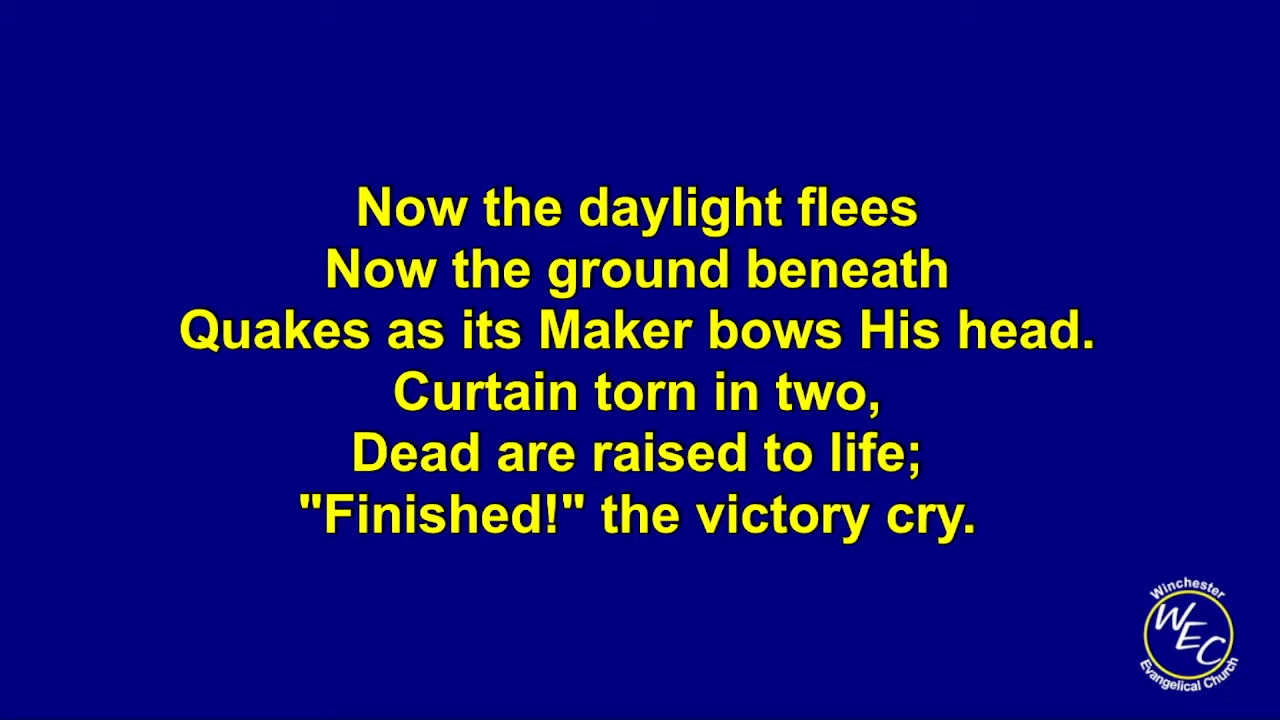 Now the daylight flees
Now the ground beneath
Quakes as its Maker bows His head.
Curtain torn in two,
Dead are raised to life;
"Finished!" the victory cry.
Winchester
WEC
Evangelical Church